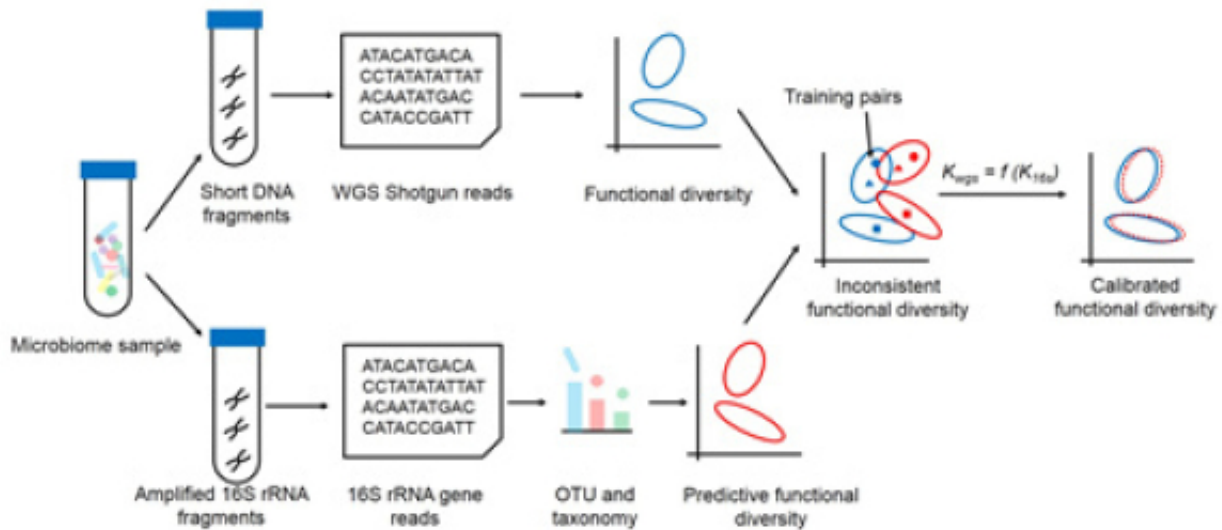 ATACATGACA
CCTATATATTAT
ACAATATGAC
CATACCGATT
Short DNA
fragments
WGS Shotgun reads
Functional diversity
Training pairs
K_wgs = f (K_16s)
Inconsistent
functional diversity
Calibrated
functional diversity
Microbiome sample
ATACATGACA
CCTATATATTAT
ACAATATGAC
CATACCGATT
Amplified 16S rRNA
fragments
16S rRNA gene
reads
OTU and
taxonomy
Predictive functional
diversity